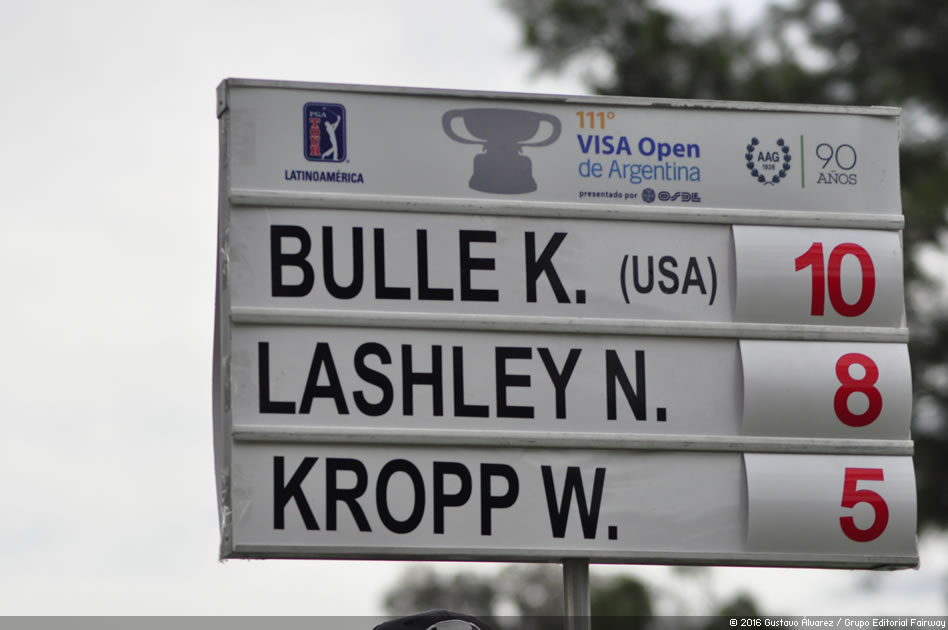 PGA
TOUR
LATINOAMÉRICA
111°
VISA Open
de Argentina
presentado por OSDE
AAG
1926
90
AÑOS
BULLE K. (USA) 10
LASHLEY N. 8
KROPP W. 5
© 2016 Gustavo Álvarez / Grupo Editorial Fairway